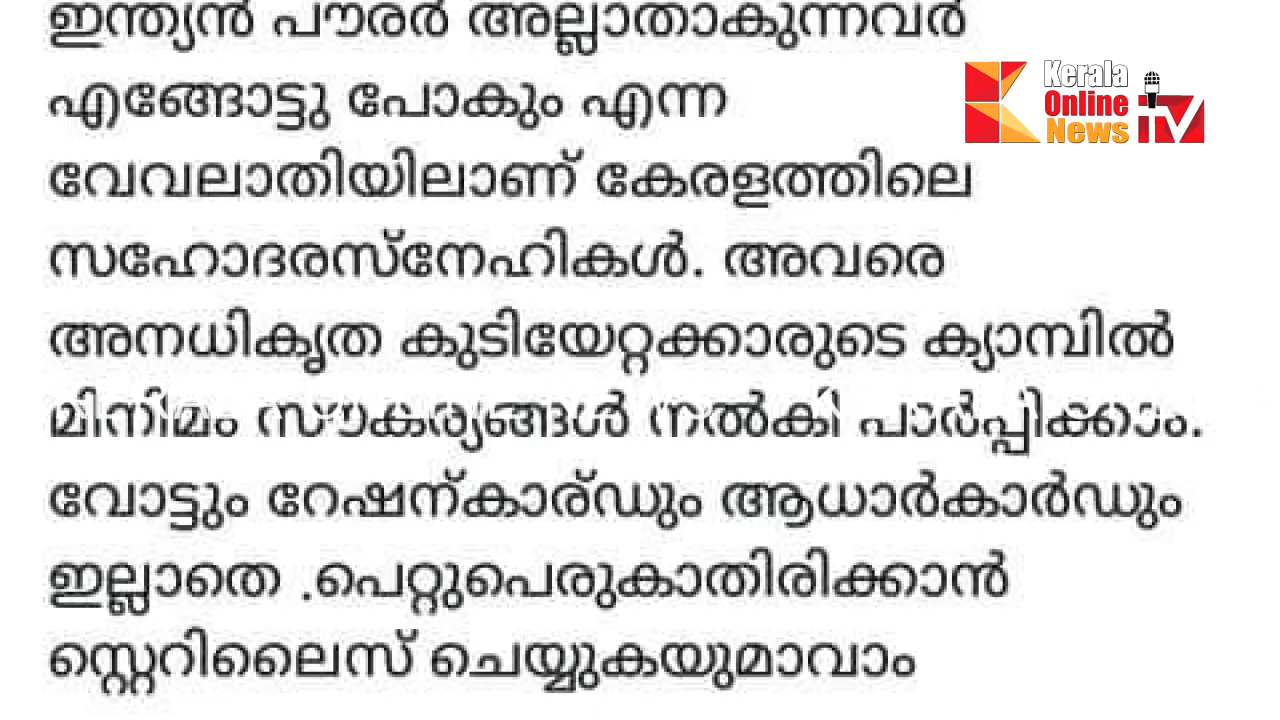 ഇന്ത്യൻ പൗരർ അല്ലാതാകുന്നവർ
എങ്ങോട്ടു പോകും എന്ന
വേവലാതിയിലാണ് കേരളത്തിലെ
സഹോദരസ്നേഹികൾ. അവരെ
അനധികൃത കുടിയേറ്റക്കാരുടെ ക്യാമ്പിൽ
മിനിമം സൗകര്യങ്ങൾ നൽകി പാർപ്പിക്കാം.
വോട്ടും റേഷന്കാര്ഡും ആധാർകാർഡും
ഇല്ലാതെ .പെറ്റുപെരുകാതിരിക്കാൻ
സ്റ്റെറിലൈസ് ചെയ്യുകയുമാവാം
Kerala
Online
News
iTV